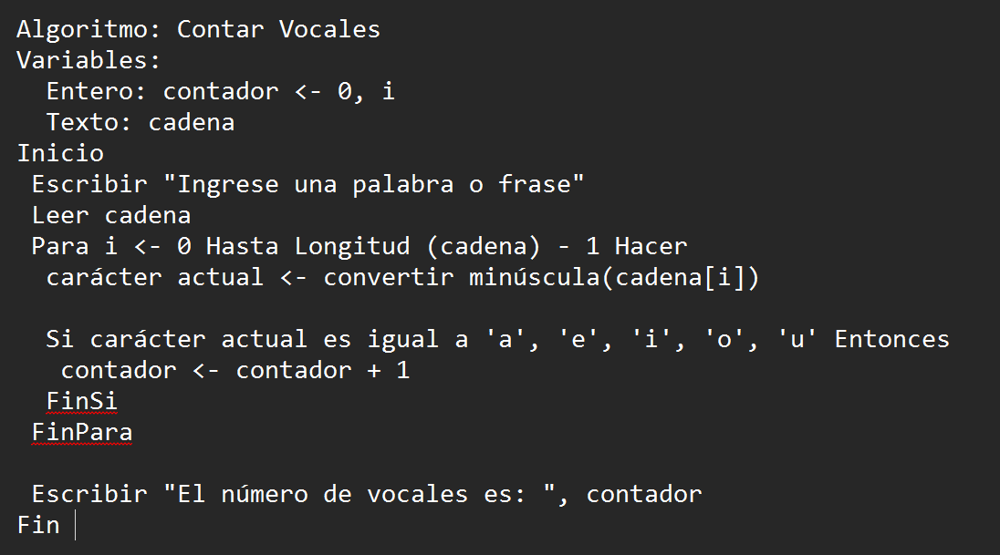 Algoritmo: Contar Vocales
Variables:
  Entero: contador <- 0, i
  Texto: cadena
Inicio
 Escribir "Ingrese una palabra o frase"
 Leer cadena
 Para i <- 0 Hasta Longitud (cadena) - 1 Hacer
  carácter actual <- convertir minúscula(cadena[i])
  Si carácter actual es igual a 'a', 'e', 'i', 'o', 'u' Entonces
   contador <- contador + 1
  FinSi
 FinPara
 Escribir "El número de vocales es: ", contador
Fin